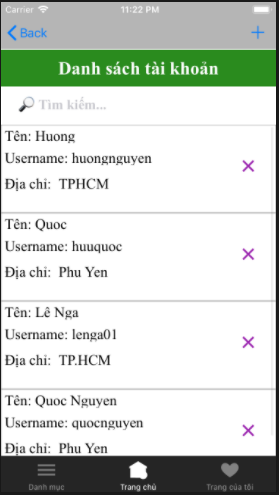 Carrier 11:22 PM
Back +
Danh sách tài khoản
🔎 Tìm kiếm...
Tên: Huong
Username: huongnguyen
Địa chỉ: TPHCM
Tên: Quoc
Username: huuquoc
Địa chỉ: Phu Yen
Tên: Lê Nga
Username: lenga01
Địa chỉ: TP.HCM
Tên: Quoc Nguyen
Username: quocnguyen
Địa chỉ: Phu Yen
Danh mục Trang chủ Trang của tôi